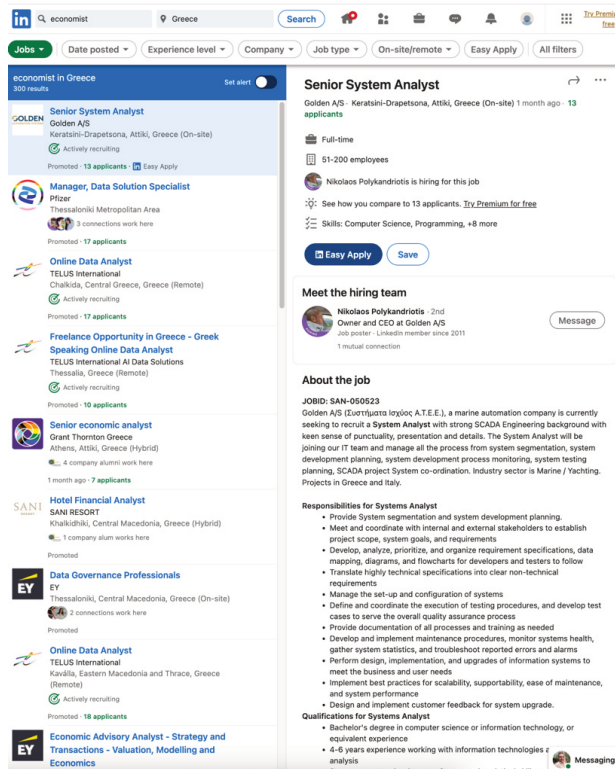 in
economist
Greece
Search
Try Premi
free
Jobs
Date posted
Experience level
Company
Job type
On-site/remote
Easy Apply
All filters
economist in Greece
300 results
Set alert
GOLDEN
Senior System Analyst
Golden A/S
Keratsini-Drapetsona, Attiki, Greece (On-site)
Actively recruiting
Promoted · 13 applicants · in Easy Apply
Manager, Data Solution Specialist
Pfizer
Thessaloniki Metropolitan Area
3 connections work here
Promoted · 17 applicants
Online Data Analyst
TELUS International
Chalkida, Central Greece, Greece (Remote)
Actively recruiting
Promoted · 17 applicants
Freelance Opportunity in Greece - Greek
Speaking Online Data Analyst
TELUS International AI Data Solutions
Thessalia, Greece (Remote)
Actively recruiting
Promoted · 10 applicants
Senior economic analyst
Grant Thornton Greece
Athens, Attiki, Greece (Hybrid)
4 company alumni work here
1 month ago · 7 applicants
SANI
Hotel Financial Analyst
SANI RESORT
Khalkidhiki, Central Macedonia, Greece (Hybrid)
1 company alum works here
Promoted
EY
Data Governance Professionals
EY
Thessaloniki, Central Macedonia, Greece (On-site)
2 connections work here
Promoted
Online Data Analyst
TELUS International
Kaválla, Eastern Macedonia and Thrace, Greece
(Remote)
Actively recruiting
Promoted · 18 applicants
EY
Economic Advisory Analyst - Strategy and
Transactions - Valuation, Modelling and
Economics
Senior System Analyst
Golden A/S · Keratsini-Drapetsona, Attiki, Greece (On-site) 1 month ago · 13
applicants
Full-time
51-200 employees
Nikolaos Polykandriotis is hiring for this job
See how you compare to 13 applicants. Try Premium for free
Skills: Computer Science, Programming, +8 more
in Easy Apply
Save
Meet the hiring team
Nikolaos Polykandriotis · 2nd
Owner and CEO at Golden A/S
Job poster · LinkedIn member since 2011
1 mutual connection
Message
About the job
JOBID: SAN-050523
Golden A/S (Συστήματα Ισχύος Α.Τ.Ε.Ε.), a marine automation company is currently
seeking to recruit a System Analyst with strong SCADA Engineering background with
keen sense of punctuality, presentation and details. The System Analyst will be
joining our IT team and manage all the process from system segmentation, system
development planning, system development process monitoring, system testing
planning, SCADA project System co-ordination. Industry sector is Marine / Yachting.
Projects in Greece and Italy.
Responsibilities for Systems Analyst
• Provide System segmentation and system development planning.
• Meet and coordinate with internal and external stakeholders to establish
project scope, system goals, and requirements
• Develop, analyze, prioritize, and organize requirement specifications, data
mapping, diagrams, and flowcharts for developers and testers to follow
• Translate highly technical specifications into clear non-technical
requirements
• Manage the set-up and configuration of systems
• Define and coordinate the execution of testing procedures, and develop test
cases to serve the overall quality assurance process
• Provide documentation of all processes and training as needed
• Develop and implement maintenance procedures, monitor systems health,
gather system statistics, and troubleshoot reported errors and alarms
• Perform design, implementation, and upgrades of information systems to
meet the business and user needs
• Implement best practices for scalability, supportability, ease of maintenance,
and system performance
• Design and implement customer feedback for system upgrade.
Qualifications for Systems Analyst
• Bachelor's degree in computer science or information technology, or
equivalent experience
• 4-6 years experience working with information technologies a
analysis
Messaging